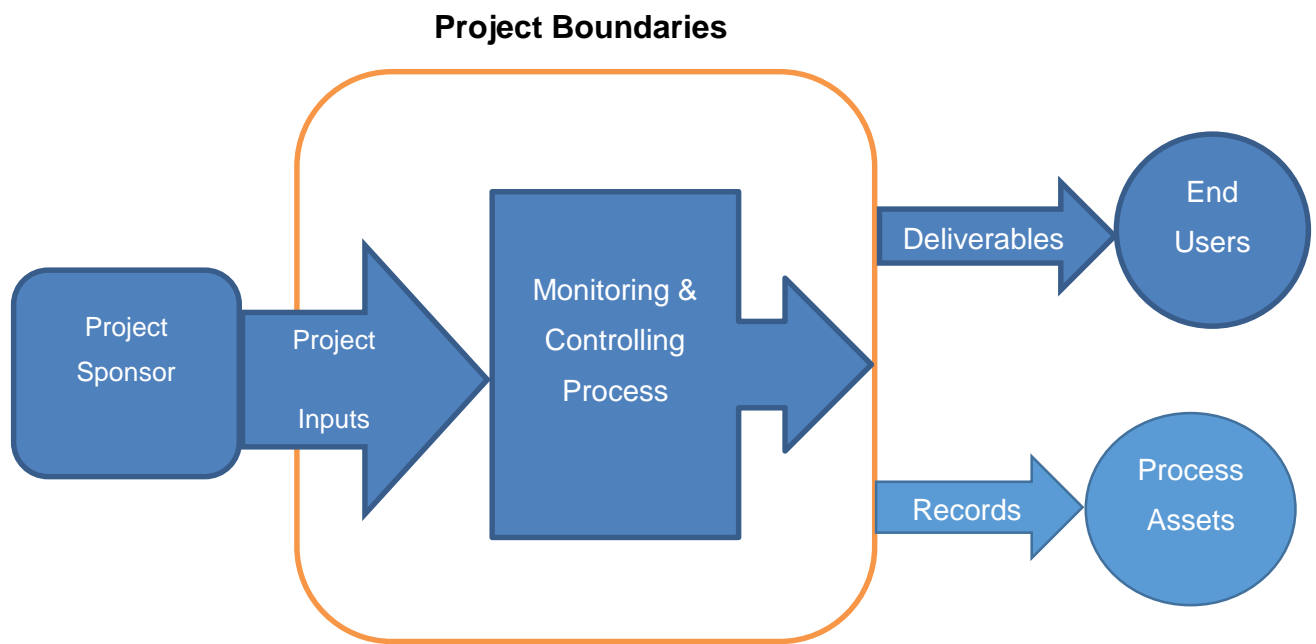 Project Boundaries
Project
Sponsor
Project
Inputs
Monitoring &
Controlling
Process
Deliverables
End
Users
Records
Process
Assets